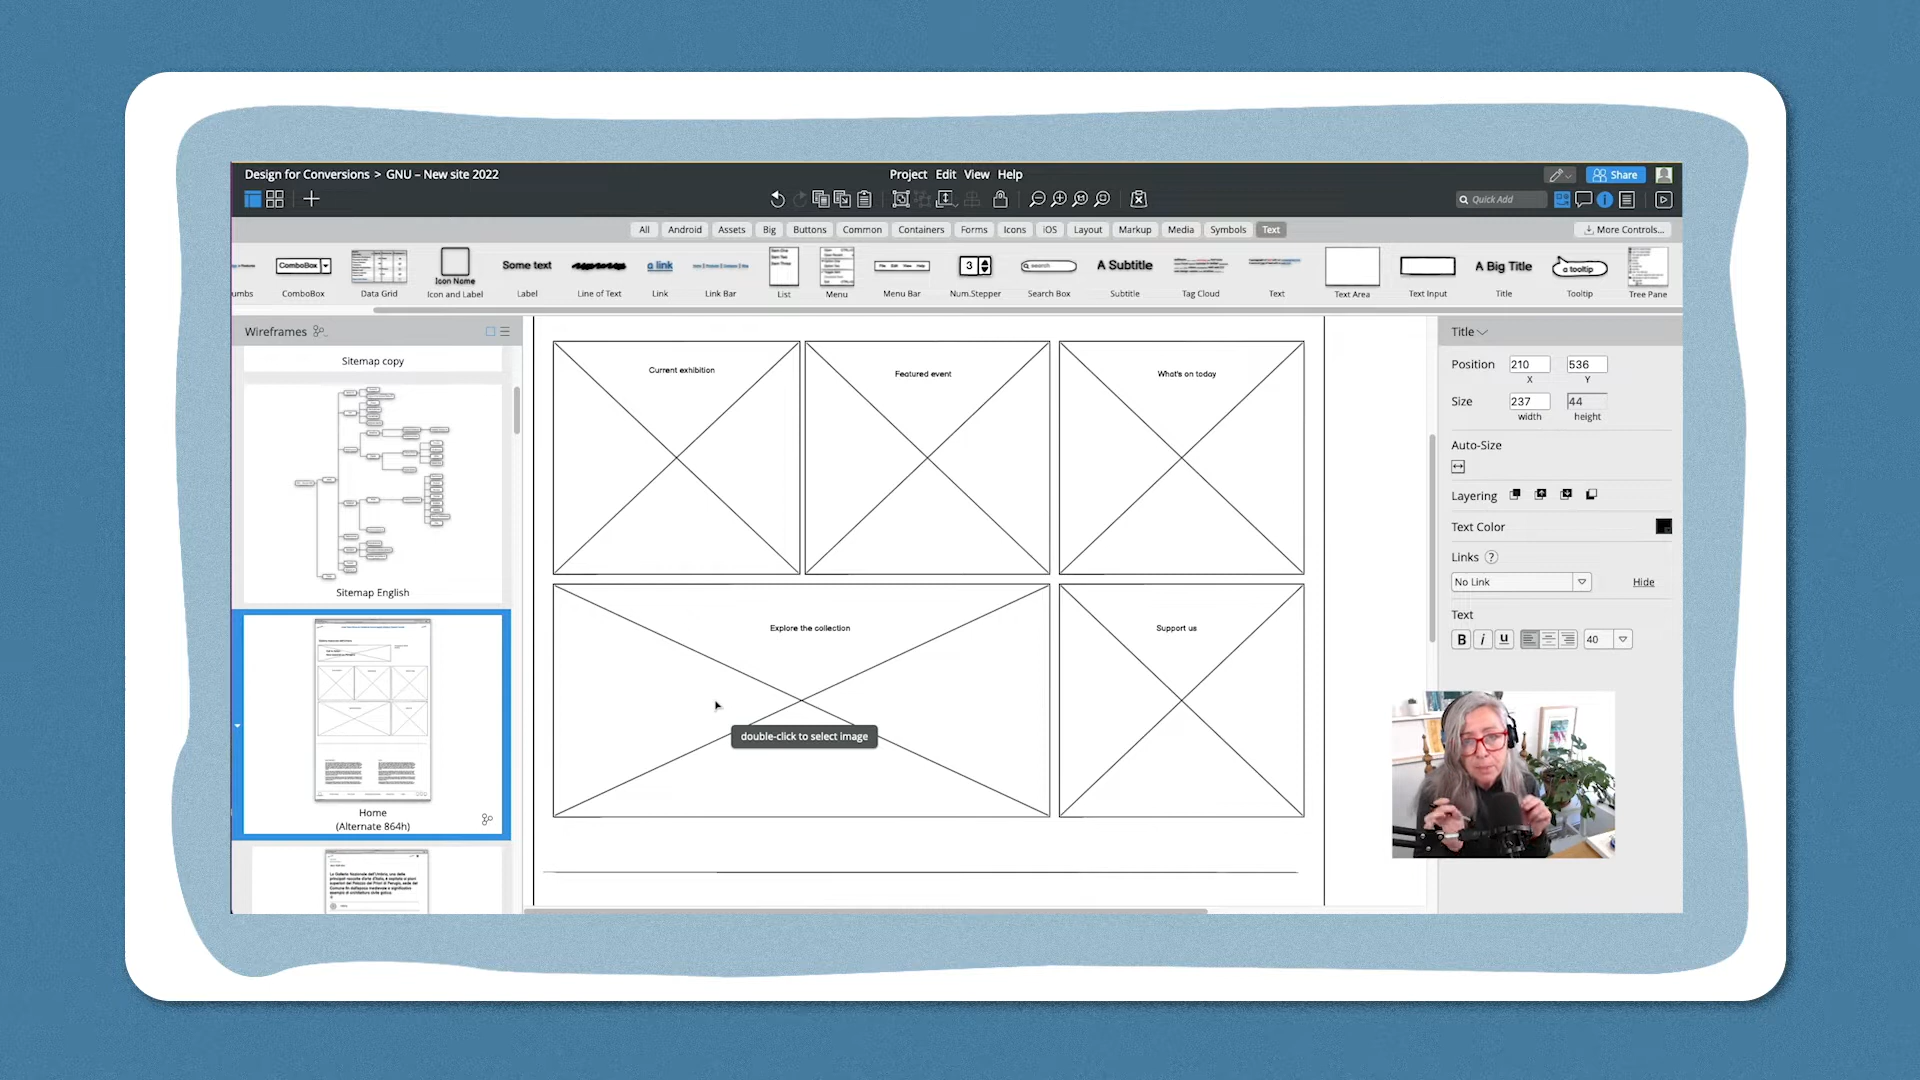 Design for Conversions > GNU – New site 2022
Project Edit View Help
Share
Quick Add
All Android Assets Big Buttons Common Containers Forms Icons iOS Layout Markup Media Symbols Text
More Controls...
ComboBox
Some text
a link
3
search
A Subtitle
A Big Title
a tooltip
Icon Name
umbs ComboBox Data Grid Icon and Label Label Line of Text Link Link Bar List Menu Menu Bar Num.Stepper Search Box Subtitle Tag Cloud Text Text Area Text Input Title Tooltip Tree Pane
Wireframes
Sitemap copy
Sitemap English
Home
(Alternate 864h)
Current exhibition
Featured event
What's on today
Explore the collection
Support us
double-click to select image
Title
Position 210 536
X Y
Size 237 44
width height
Auto-Size
Layering
Text Color
Links ?
No Link Hide
Text
B i u 40